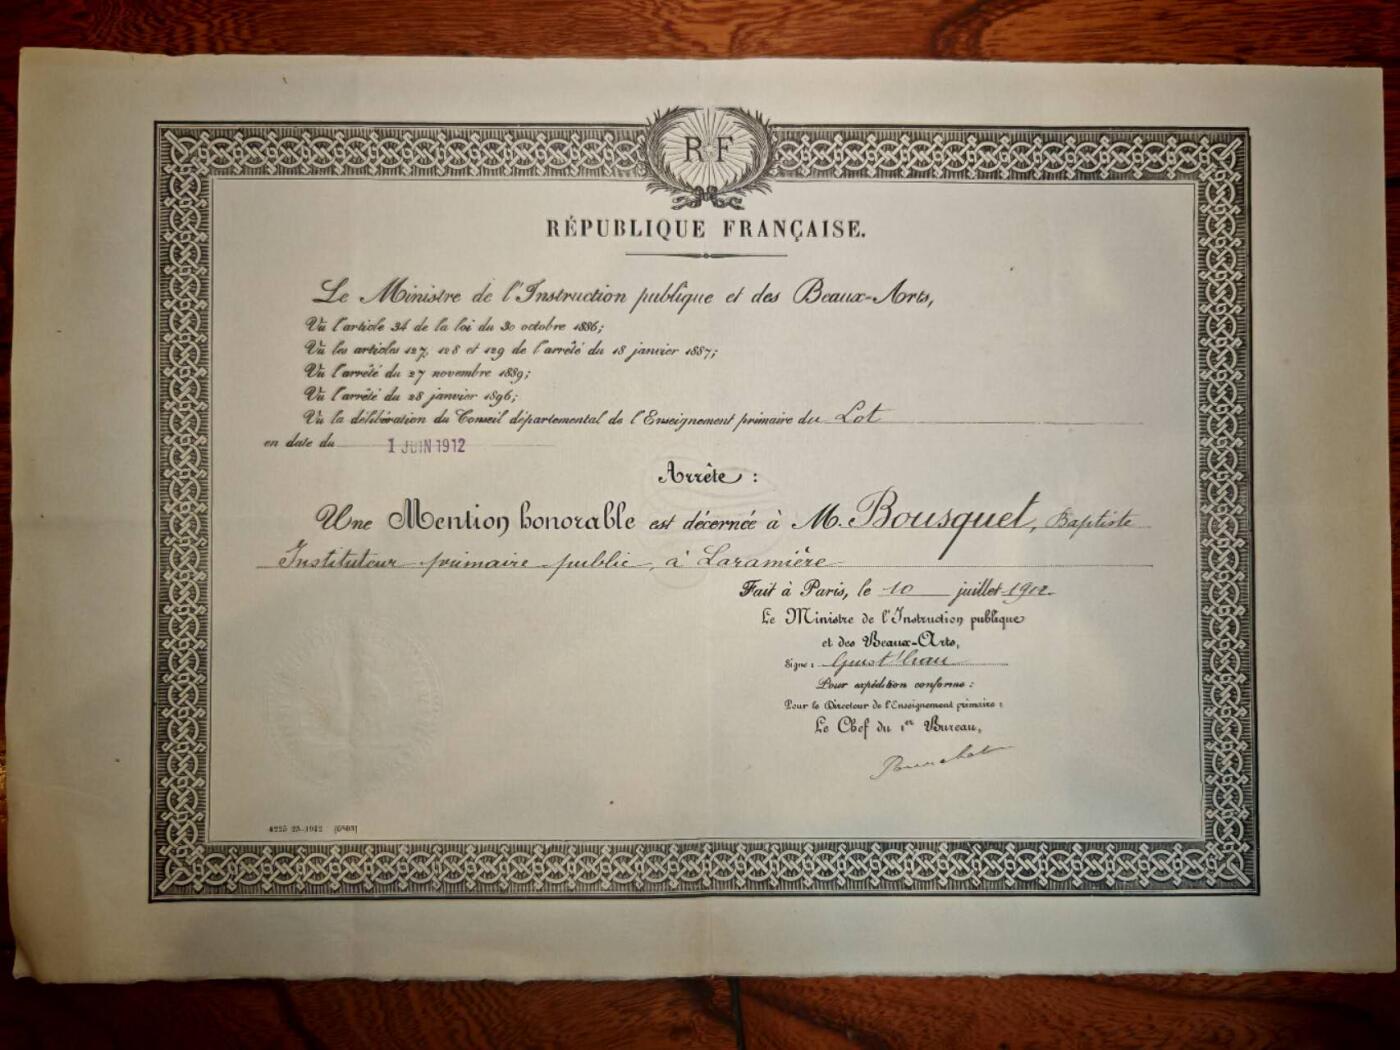 R F
RÉPUBLIQUE FRANÇAISE.
Le Ministre de l'Instruction publique et des Beaux-Arts,
Vu l'article 34 de la loi du 30 octobre 1886;
Vu les articles 127, 128 et 129 de l'arrêté du 18 janvier 1887;
Vu l'arrêté du 27 novembre 1889;
Vu l'arrêté du 28 janvier 1896;
Vu la délibération du Conseil départemental de l'Enseignement primaire du Lot
en date du 1 JUIN 1912
Arrête :
Une Mention honorable est décernée à M. Bousquet, Baptiste
Instituteur primaire public, à Laramière
Fait à Paris, le 10 juillet 1912.
Le Ministre de l'Instruction publique
et des Beaux-Arts,
Signé : Guist'hau
Pour expédition conforme :
Pour le Directeur de l'Enseignement primaire :
Le Chef du 1er Bureau,